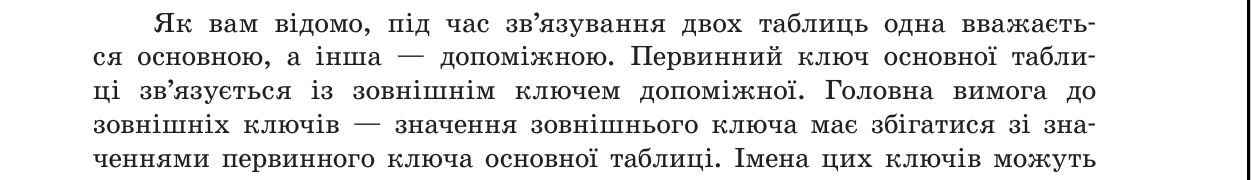 Як вам відомо, під час зв’язування двох таблиць одна вважаєть-
ся основною, а інша — допоміжною. Первинний ключ основної табли-
ці зв’язується із зовнішнім ключем допоміжної. Головна вимога до
зовнішніх ключів — значення зовнішнього ключа має збігатися зі зна-
ченнями первинного ключа основної таблиці. Імена цих ключів можуть